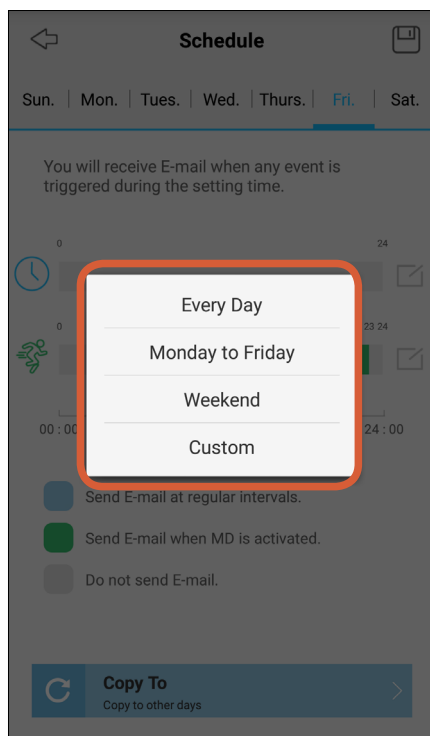 Schedule
Sun. | Mon. | Tues. | Wed. | Thurs. | Fri. | Sat.
You will receive E-mail when any event is
triggered during the setting time.
0 24
Every Day
0 23 24
Monday to Friday
Weekend
00 : 00 24 : 00
Custom
Send E-mail at regular intervals.
Send E-mail when MD is activated.
Do not send E-mail.
Copy To
Copy to other days